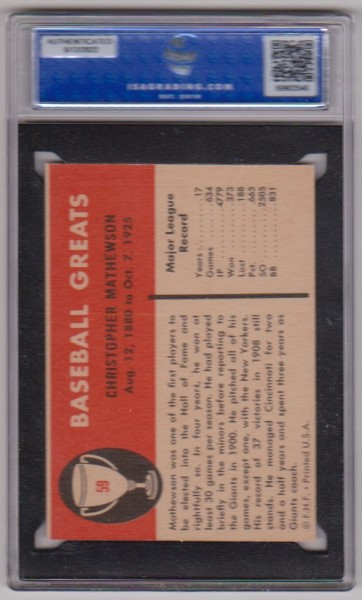 AUTHENTICATED
ISAGRADING.COM
EST. 2010
59
BASEBALL GREATS
CHRISTOPHER MATHEWSON
Aug. 12, 1880 to Oct. 7, 1925
Mathewson was one of the first players to
be elected into the Hall of Fame and
rightfully so. In four years, he won at
least 30 games per season. He had played
briefly in the minors before reporting to
the Giants in 1900. He pitched all of his
games, except one, with the New Yorkers.
His record of 37 victories in 1908 still
stands. He managed Cincinnati for two
and a half years and spent three years as
Giants coach.
© F.H.F. - Printed U.S.A.
Major League
Record
Years 17
Games 634
IP 4779
Won 373
Lost 188
Pct. .665
SO 2505
BB 831